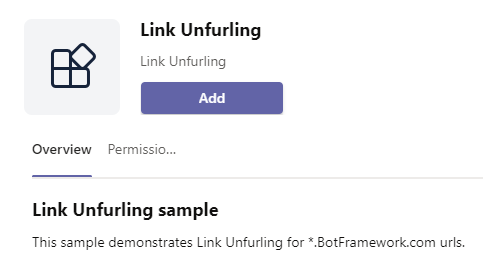 Link Unfurling
Link Unfurling
Add
Overview
Permissio...
Link Unfurling sample
This sample demonstrates Link Unfurling for *.BotFramework.com urls.